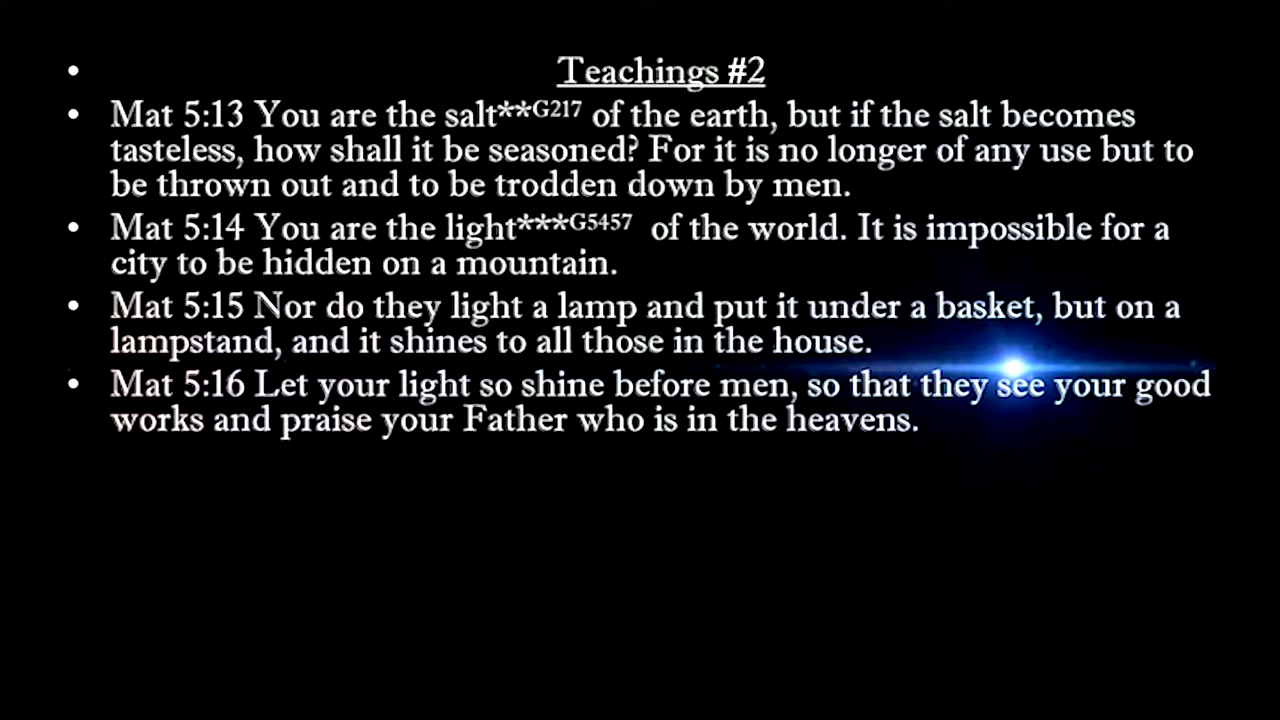 • Teachings #2
• Mat 5:13 You are the salt**G217 of the earth, but if the salt becomes
tasteless, how shall it be seasoned? For it is no longer of any use but to
be thrown out and to be trodden down by men.
• Mat 5:14 You are the light***G5457 of the world. It is impossible for a
city to be hidden on a mountain.
• Mat 5:15 Nor do they light a lamp and put it under a basket, but on a
lampstand, and it shines to all those in the house.
• Mat 5:16 Let your light so shine before men, so that they see your good
works and praise your Father who is in the heavens.